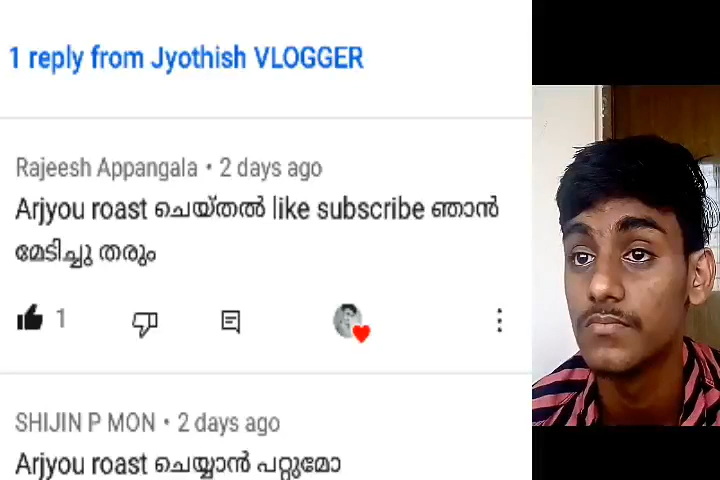 1 reply from Jyothish VLOGGER
Rajeesh Appangala • 2 days ago
Arjyou roast ചെയ്തൽ like subscribe ഞാൻ
മേടിച്ചു തരും
1
SHIJIN P MON • 2 days ago
Arjyou roast ചെയ്യാൻ പറ്റുമോ